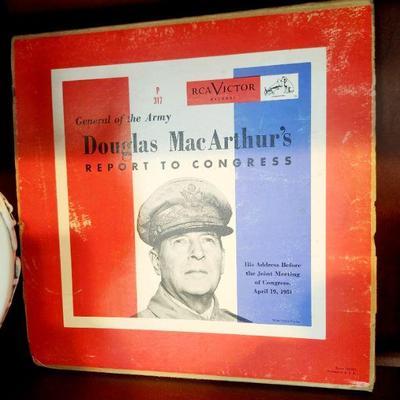 P
317
RCA VICTOR
RECORDS
General of the Army
Douglas MacArthur's
REPORT TO CONGRESS
His Address Before
the Joint Meeting
of Congress,
April 19, 1951